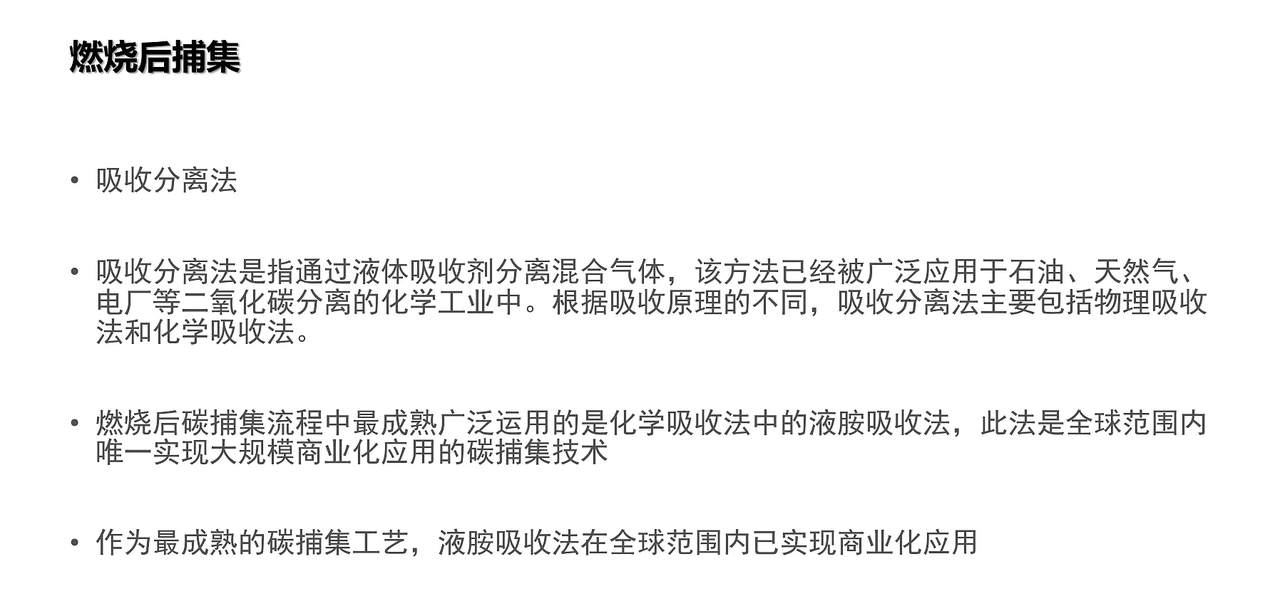 燃烧后捕集
• 吸收分离法
• 吸收分离法是指通过液体吸收剂分离混合气体，该方法已经被广泛应用于石油、天然气、
电厂等二氧化碳分离的化学工业中。根据吸收原理的不同，吸收分离法主要包括物理吸收
法和化学吸收法。
• 燃烧后碳捕集流程中最成熟广泛运用的是化学吸收法中的液胺吸收法，此法是全球范围内
唯一实现大规模商业化应用的碳捕集技术
• 作为最成熟的碳捕集工艺，液胺吸收法在全球范围内已实现商业化应用